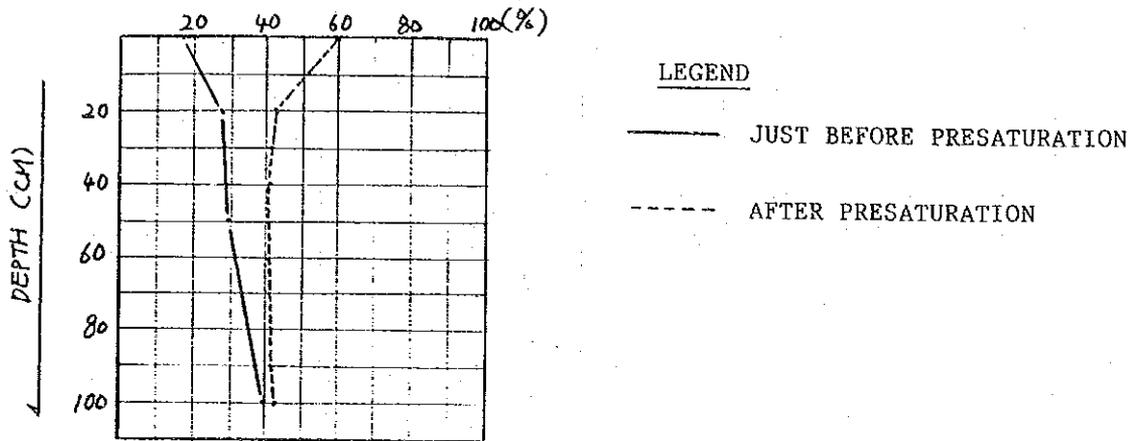 20 40 60 80 100(%)
20
40
60
80
100
DEPTH (CM)
LEGEND
JUST BEFORE PRESATURATION
AFTER PRESATURATION